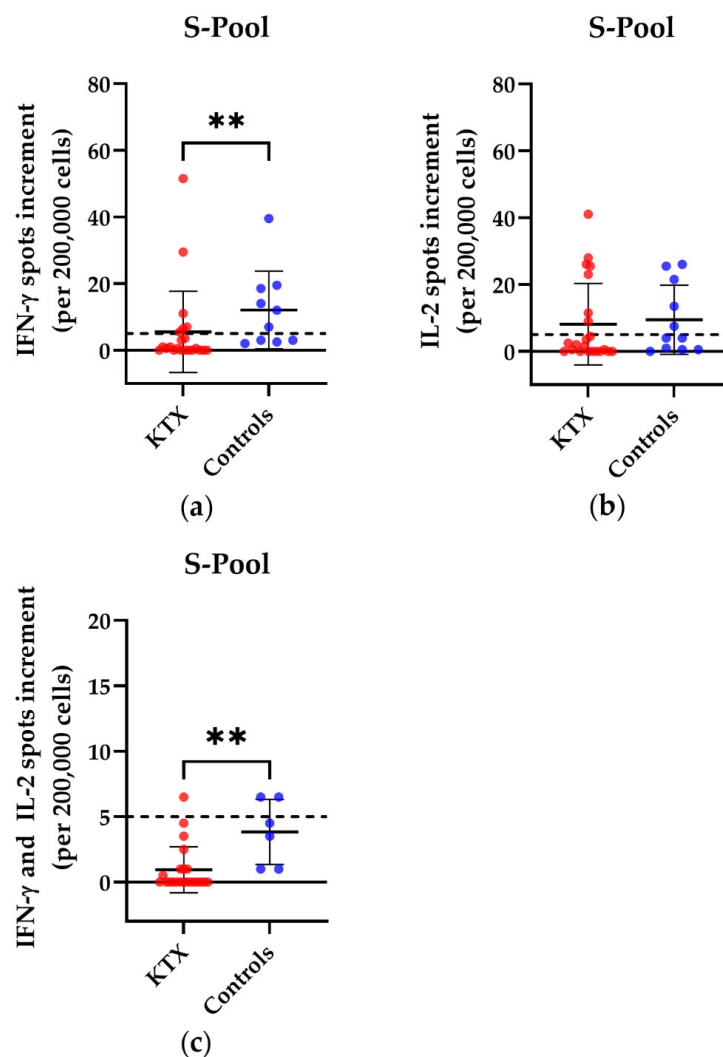 S-Pool
IFN-γ spots increment
(per 200,000 cells)
80
60
40
20
0
**
KTX
Controls
(a)
S-Pool
IL-2 spots increment
(per 200,000 cells)
80
60
40
20
0
KTX
Controls
(b)
S-Pool
IFN-γ and IL-2 spots increment
(per 200,000 cells)
20
15
10
5
0
**
KTX
Controls
(c)